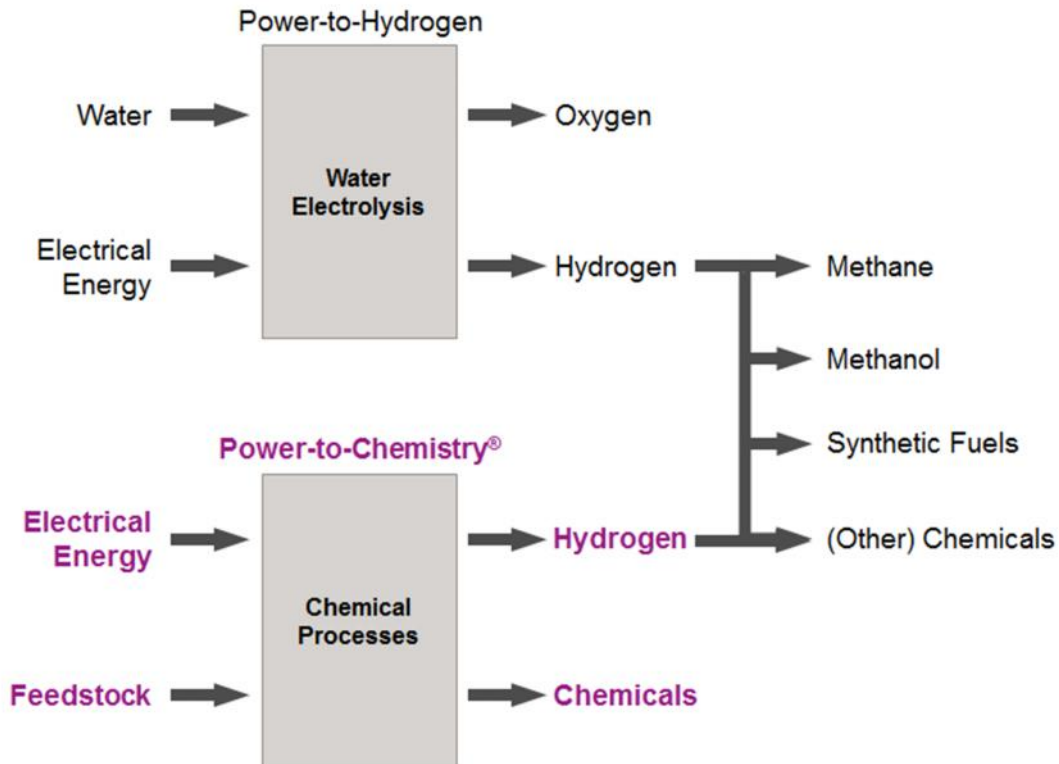 Power-to-Hydrogen
Water
Oxygen
Water
Electrolysis
Electrical
Energy
Hydrogen
Methane
Methanol
Synthetic Fuels
(Other) Chemicals
Power-to-Chemistry®
Electrical
Energy
Hydrogen
Chemical
Processes
Feedstock
Chemicals